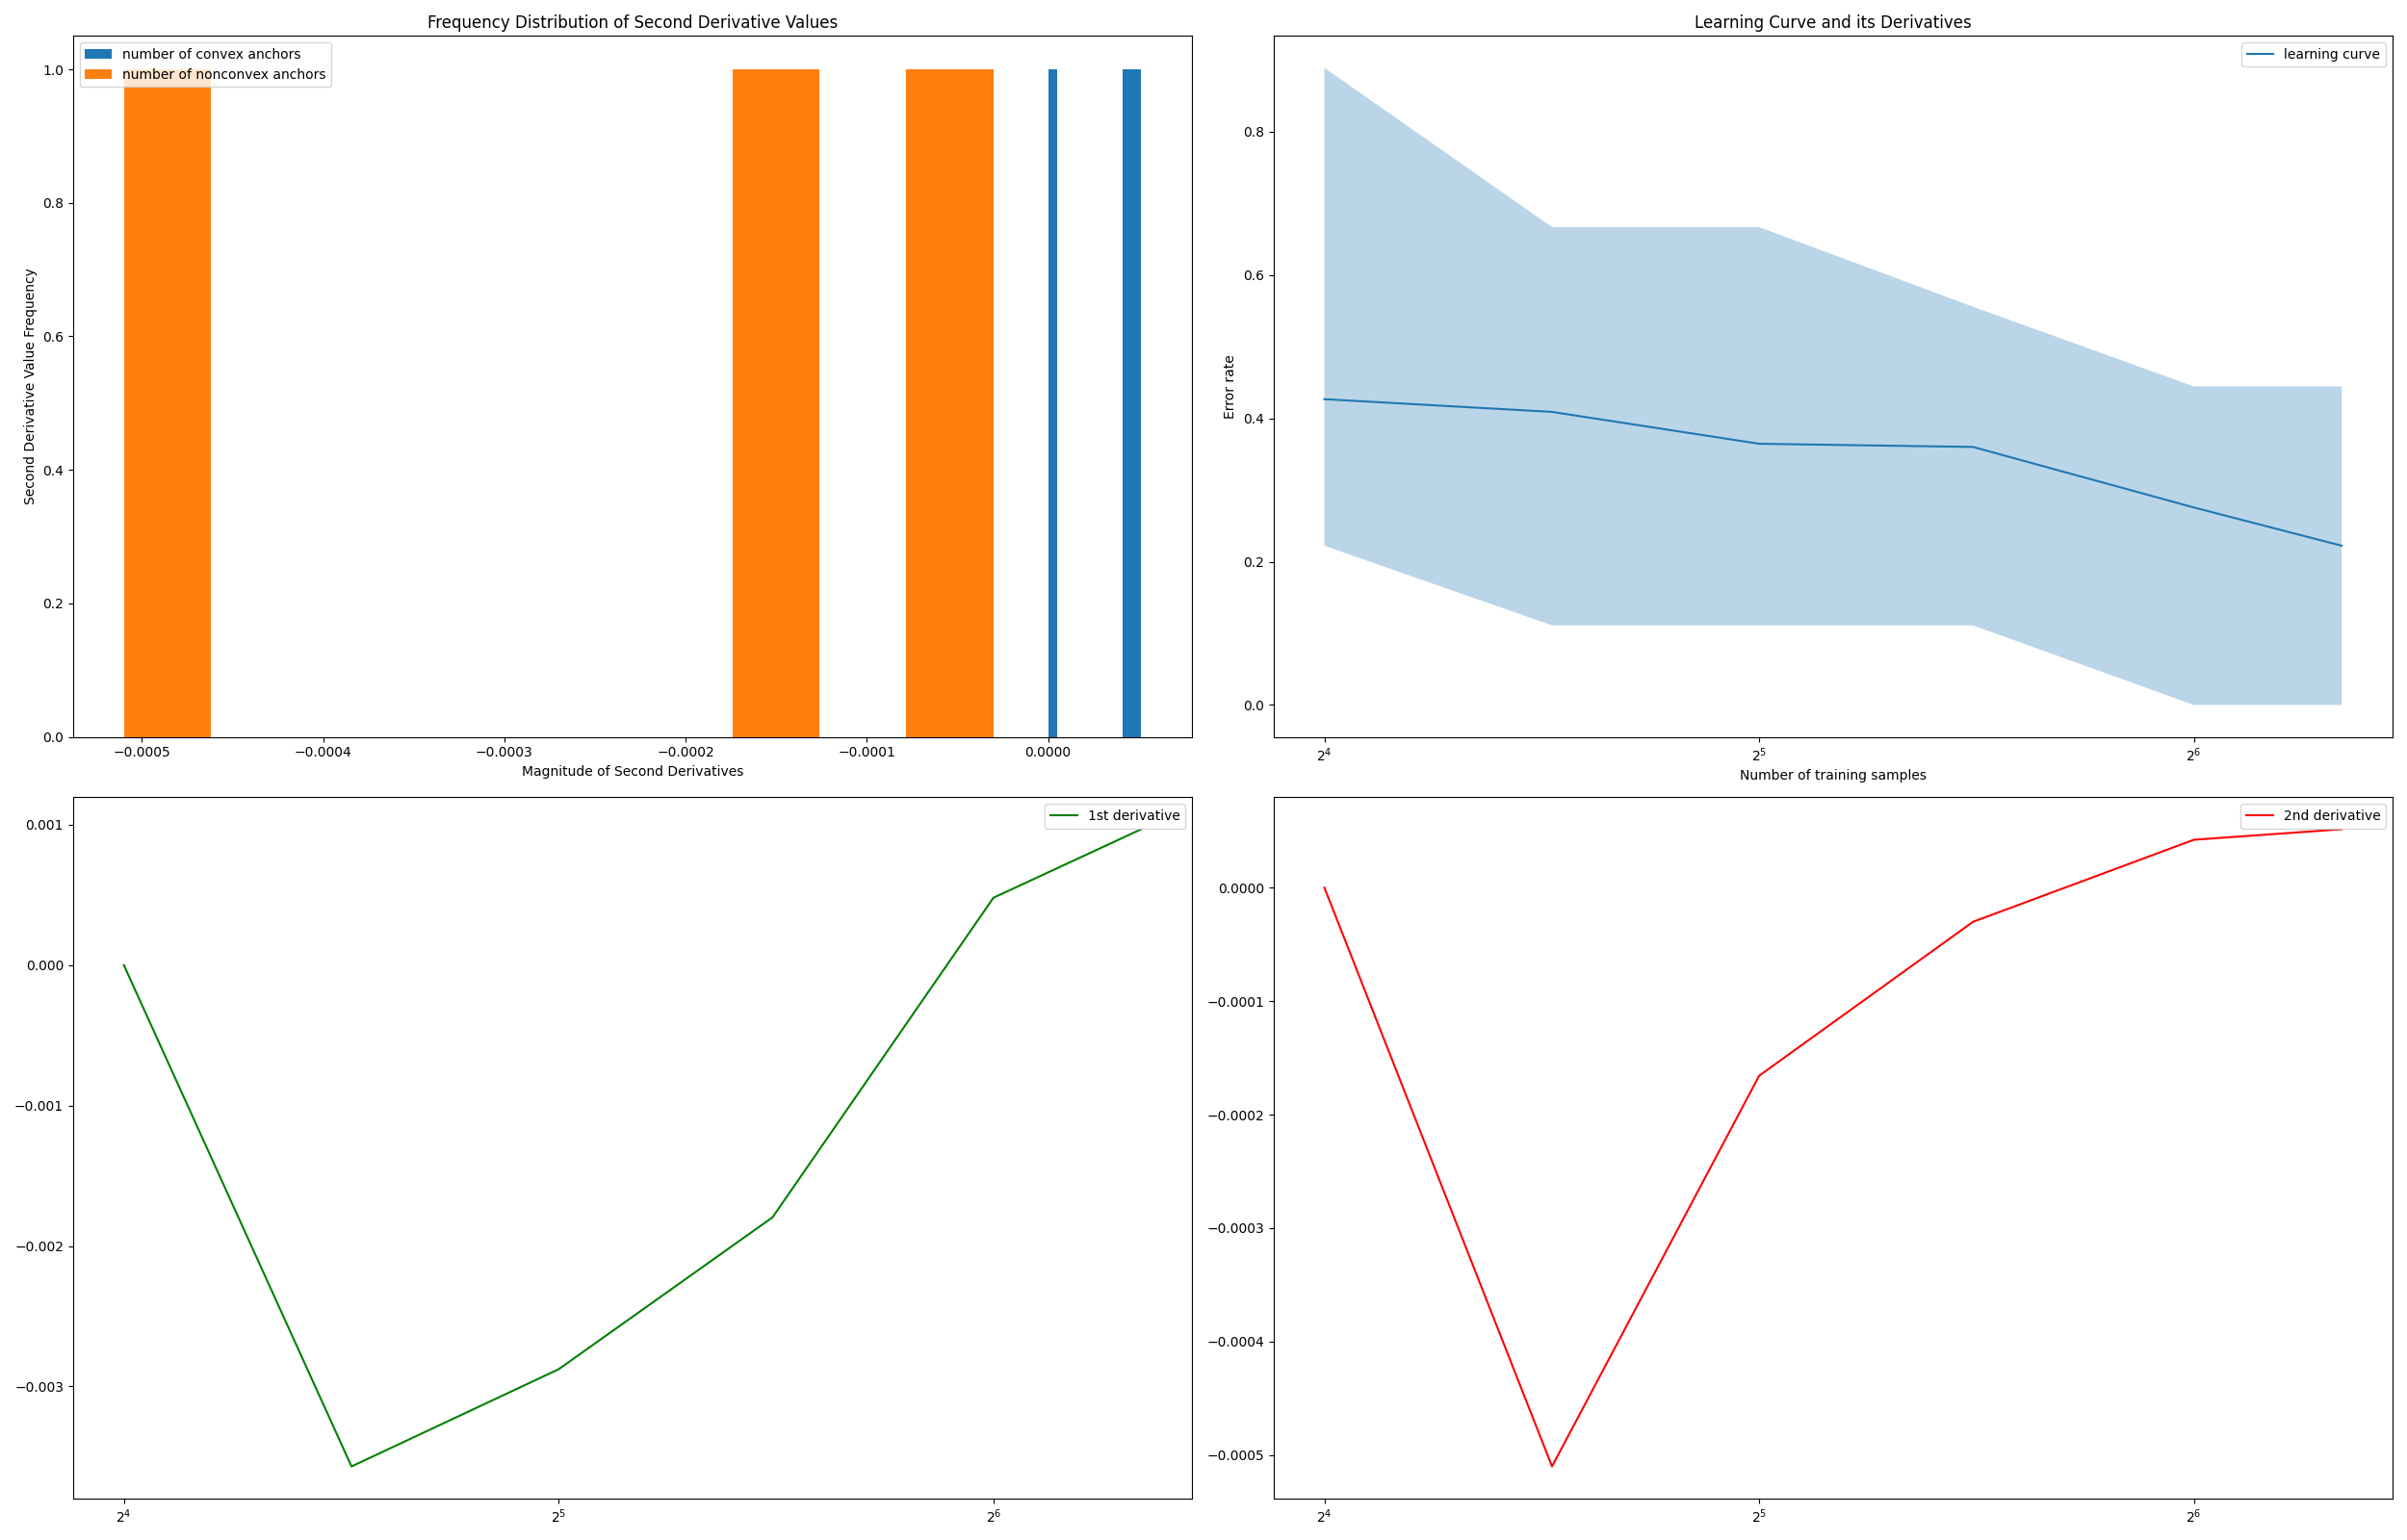 Frequency Distribution of Second Derivative Values
number of convex anchors
number of nonconvex anchors
1.0
0.8
0.6
0.4
0.2
0.0
Second Derivative Value Frequency
−0.0005 −0.0004 −0.0003 −0.0002 −0.0001 0.0000
Magnitude of Second Derivatives
Learning Curve and its Derivatives
learning curve
0.8
0.6
0.4
0.2
0.0
Error rate
2⁴ 2⁵ 2⁶
Number of training samples
1st derivative
0.001
0.000
−0.001
−0.002
−0.003
2⁴ 2⁵ 2⁶
2nd derivative
0.0000
−0.0001
−0.0002
−0.0003
−0.0004
−0.0005
2⁴ 2⁵ 2⁶